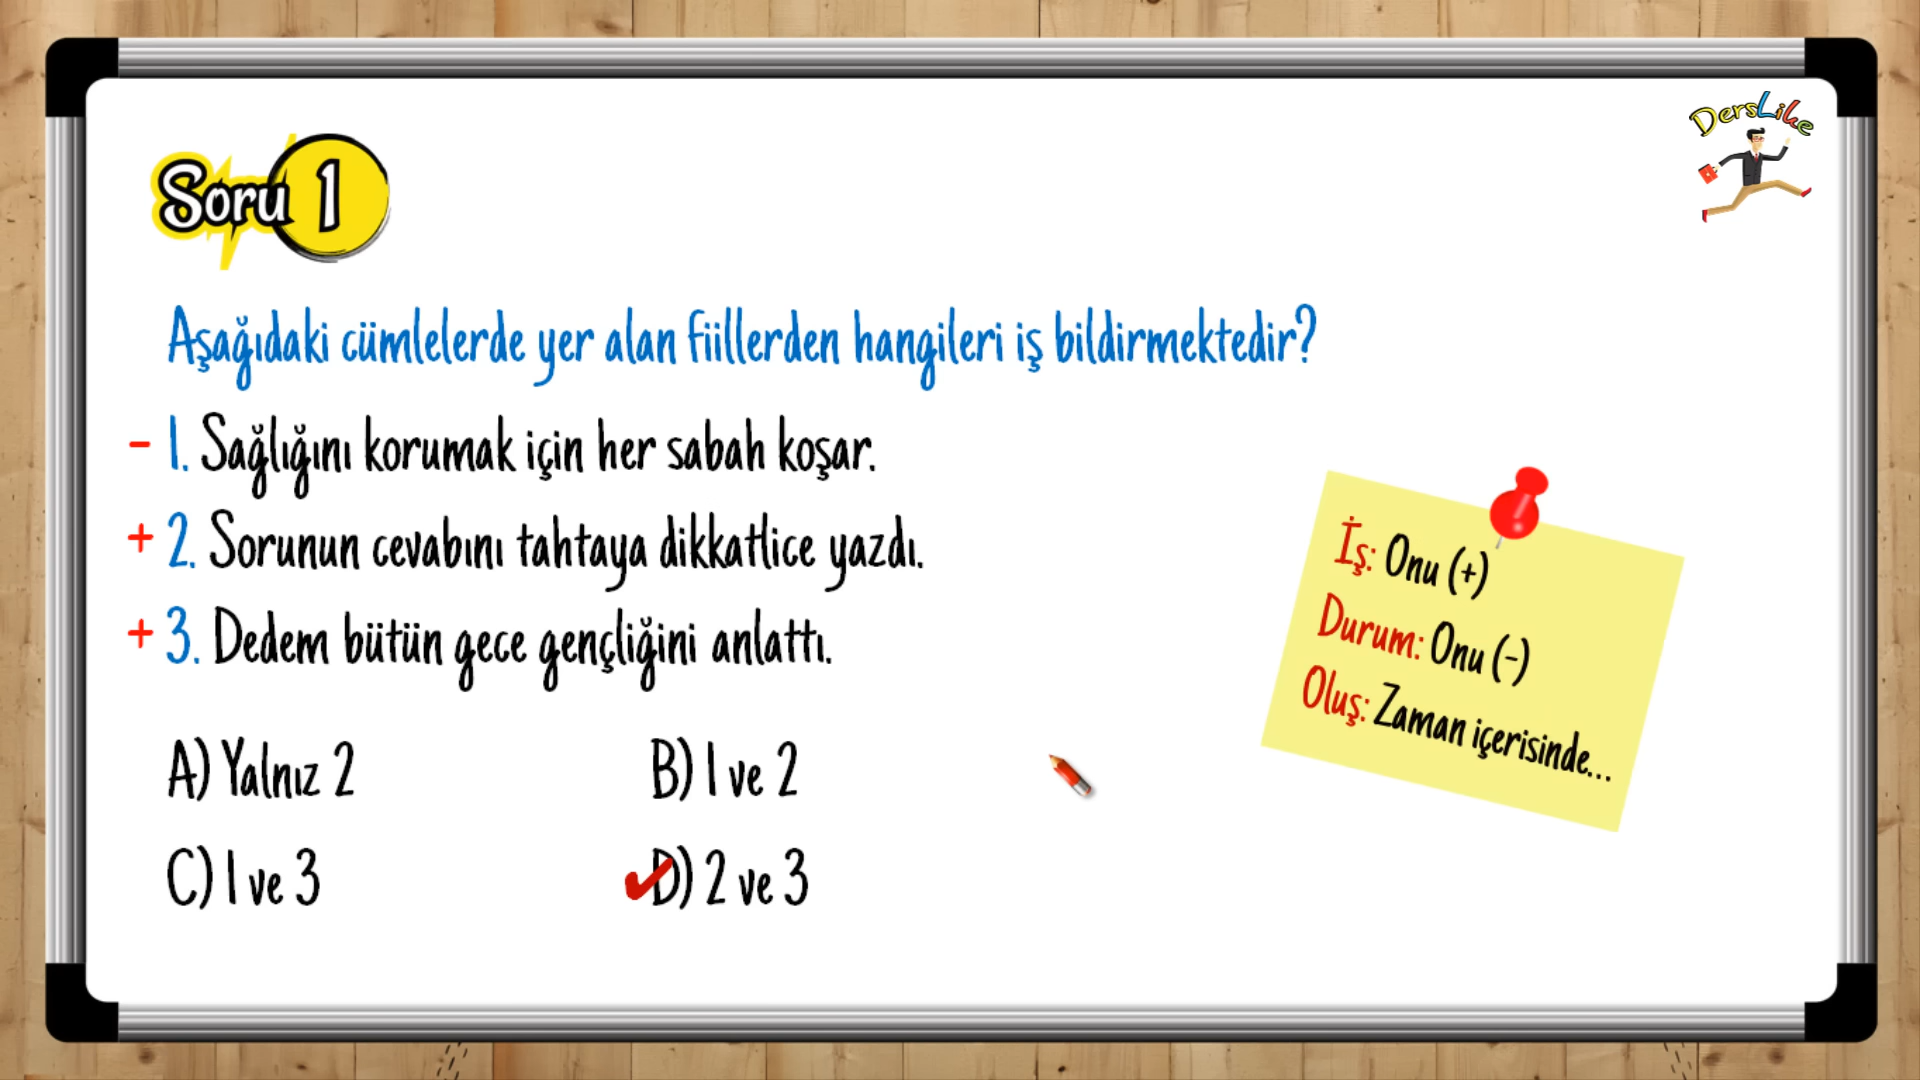 DersLike
Soru 1
Aşağıdaki cümlelerde yer alan fiillerden hangileri iş bildirmektedir?
- 1. Sağlığını korumak için her sabah koşar.
+ 2. Sorunun cevabını tahtaya dikkatlice yazdı.
+ 3. Dedem bütün gece gençliğini anlattı.
İş: Onu (+)
Durum: Onu (-)
Oluş: Zaman içerisinde...
A) Yalnız 2
B) 1 ve 2
C) 1 ve 3
✔D) 2 ve 3